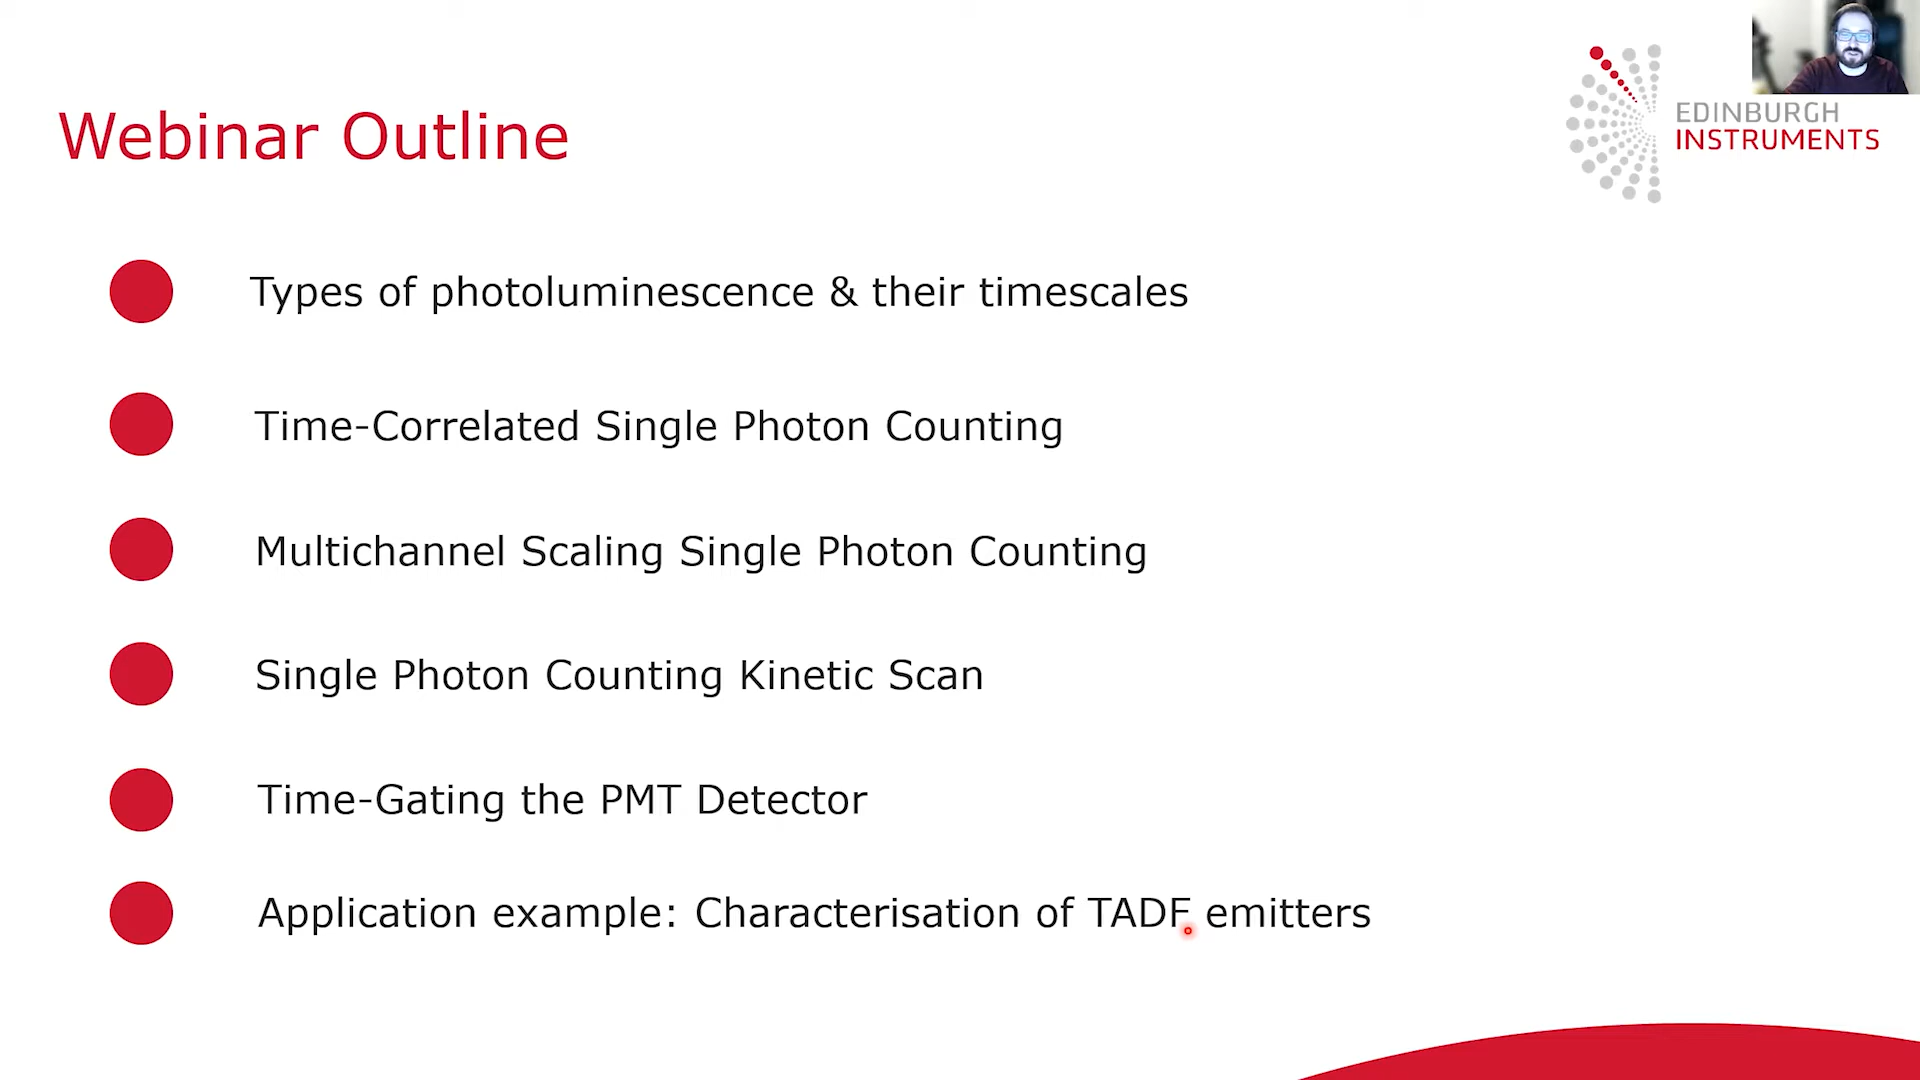 Webinar Outline
EDINBURGH
INSTRUMENTS
Types of photoluminescence & their timescales
Time-Correlated Single Photon Counting
Multichannel Scaling Single Photon Counting
Single Photon Counting Kinetic Scan
Time-Gating the PMT Detector
Application example: Characterisation of TADF emitters